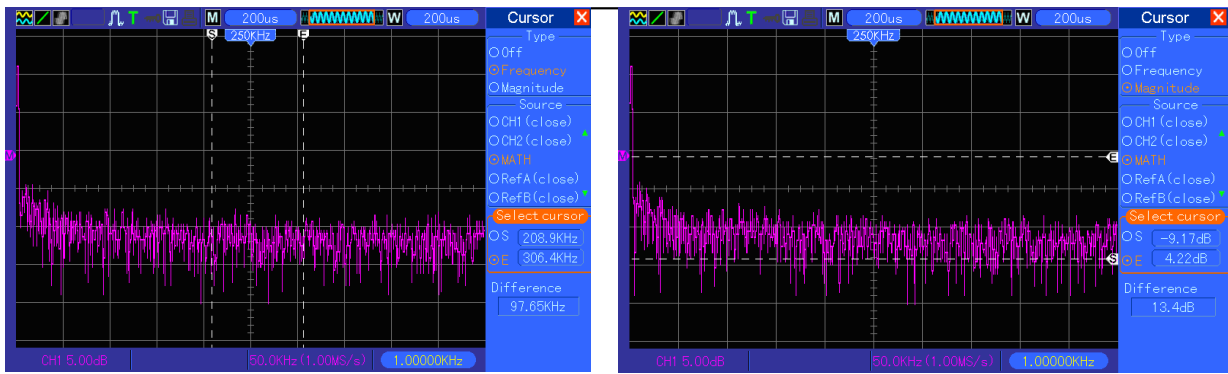 T M 200us W 200us Cursor X
S 250KHz E
Type
Off
Frequency
Magnitude
Source
CH1(close)
CH2(close)
M
MATH
RefA(close)
RefB(close)
Select cursor
S 208.9KHz
E 306.4KHz
Difference
97.65KHz
CH1 5.00dB 50.0KHz(1.00MS/s) 1.00000KHz
T M 200us W 200us Cursor X
250KHz
Type
Off
Frequency
Magnitude
Source
CH1(close)
CH2(close)
M E
MATH
RefA(close)
RefB(close)
Select cursor
S -9.17dB
S
E 4.22dB
Difference
13.4dB
CH1 5.00dB 50.0KHz(1.00MS/s) 1.00000KHz